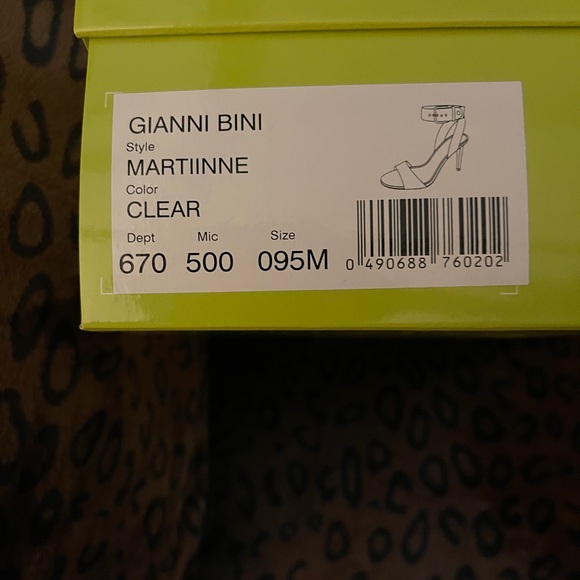 GIANNI BINI
Style
MARTIINNE
Color
CLEAR
Dept Mic Size
670 500 095M
0 490688 760202